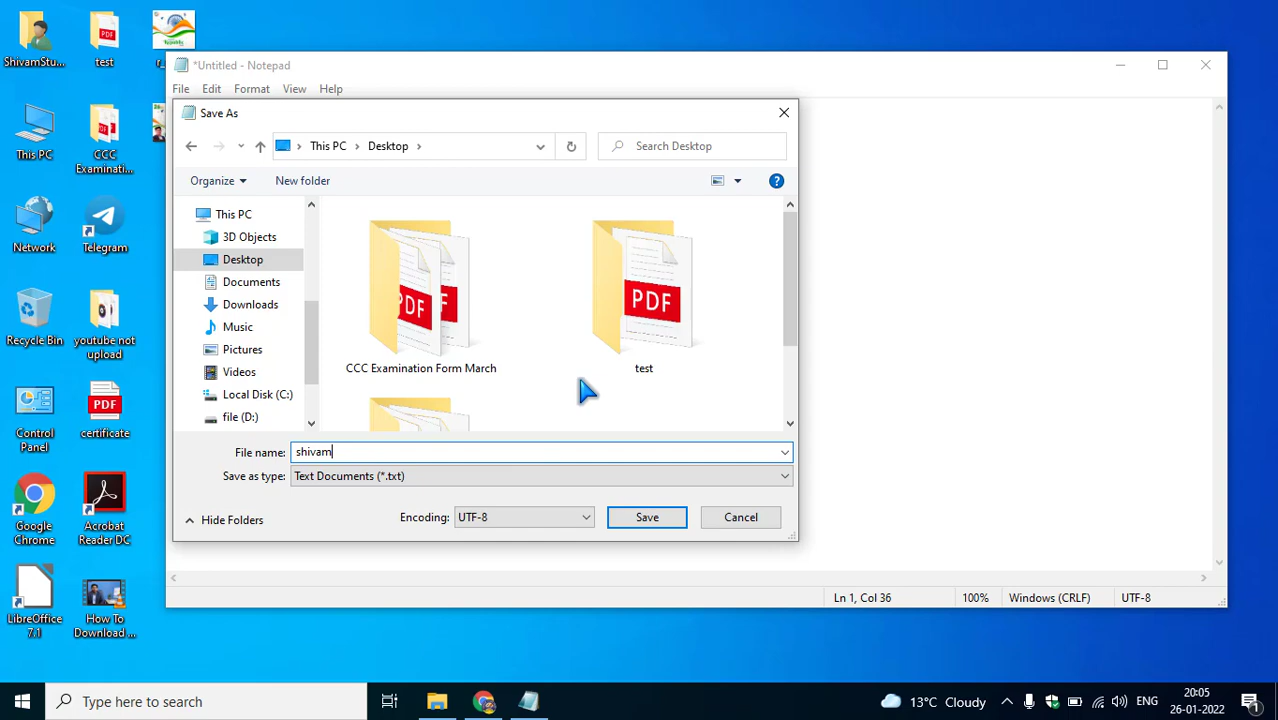 ShivamStu...
test
r_
This PC
CCC
Examinati...
Network
Telegram
Recycle Bin
youtube not
upload
Control
Panel
certificate
Google
Chrome
Acrobat
Reader DC
LibreOffice
7.1
How To
Download ...
*Untitled - Notepad
File Edit Format View Help
Save As
This PC Desktop
Search Desktop
Organize New folder
This PC
3D Objects
Desktop
Documents
Downloads
Music
Pictures
Videos
Local Disk (C:)
file (D:)
PDF
PDF
CCC Examination Form March
test
File name: shivam
Save as type: Text Documents (*.txt)
Hide Folders
Encoding: UTF-8
Save
Cancel
Ln 1, Col 36 100% Windows (CRLF) UTF-8
Type here to search
13°C Cloudy
ENG
20:05
26-01-2022